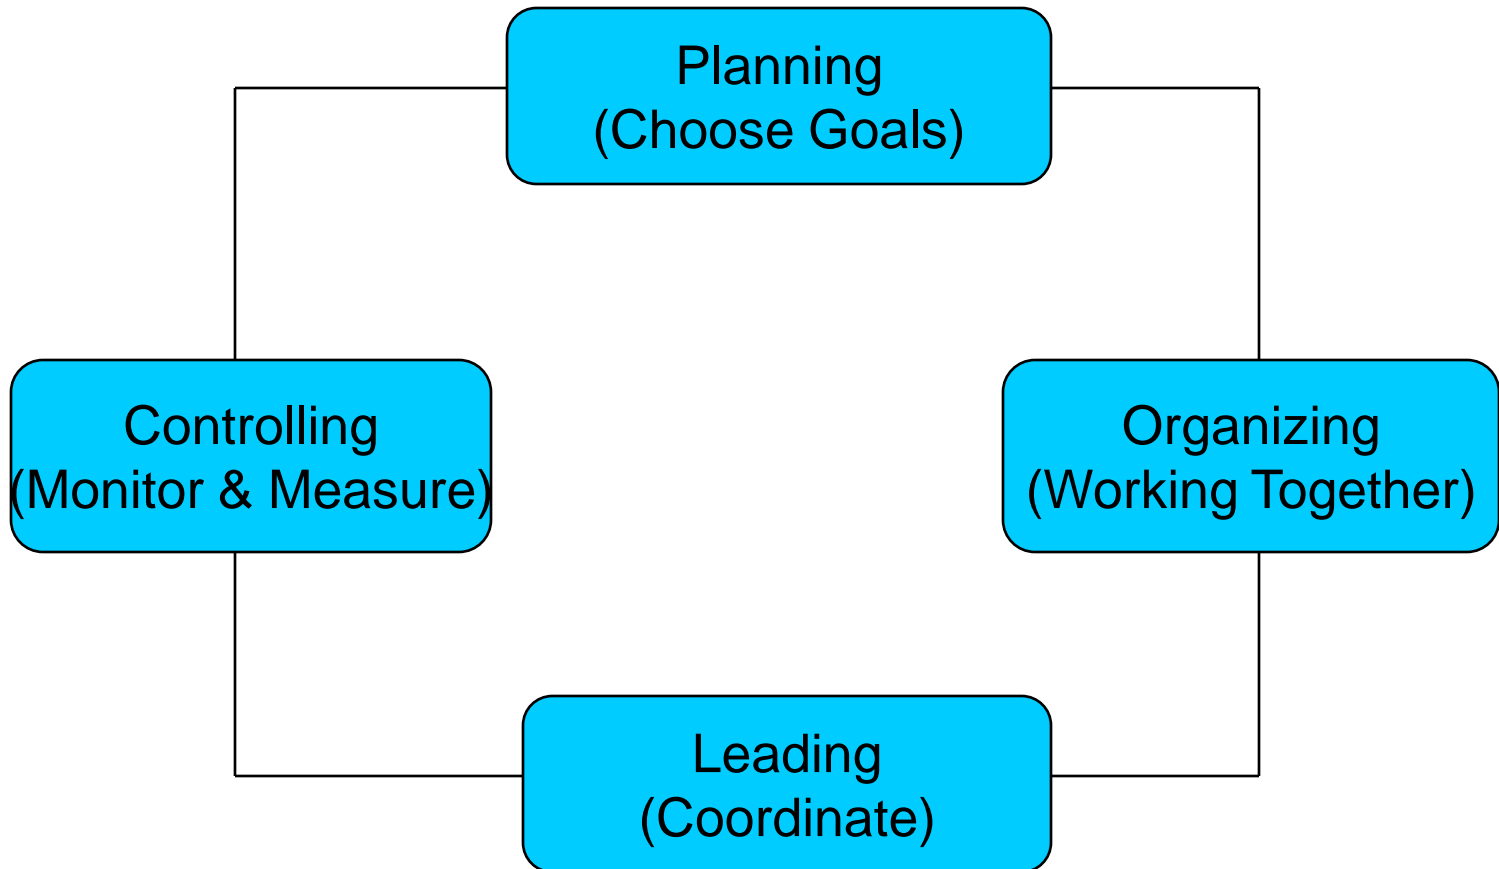 Planning
(Choose Goals)
Controlling
(Monitor & Measure)
Organizing
(Working Together)
Leading
(Coordinate)